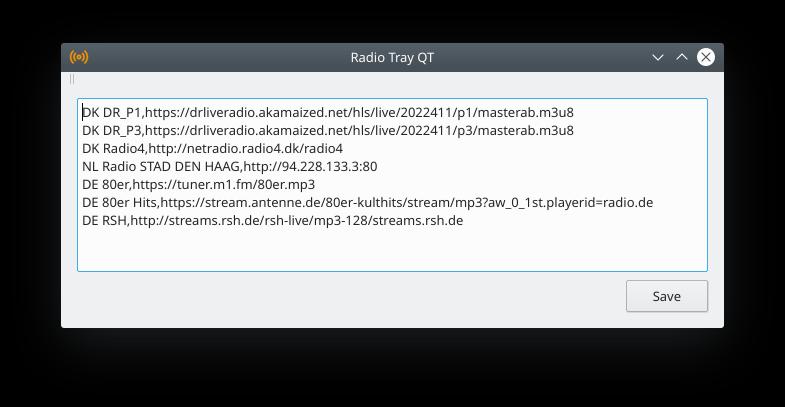 Radio Tray QT
DK DR_P1,https://drliveradio.akamaized.net/hls/live/2022411/p1/masterab.m3u8
DK DR_P3,https://drliveradio.akamaized.net/hls/live/2022411/p3/masterab.m3u8
DK Radio4,http://netradio.radio4.dk/radio4
NL Radio STAD DEN HAAG,http://94.228.133.3:80
DE 80er,https://tuner.m1.fm/80er.mp3
DE 80er Hits,https://stream.antenne.de/80er-kulthits/stream/mp3?aw_0_1st.playerid=radio.de
DE RSH,http://streams.rsh.de/rsh-live/mp3-128/streams.rsh.de
Save